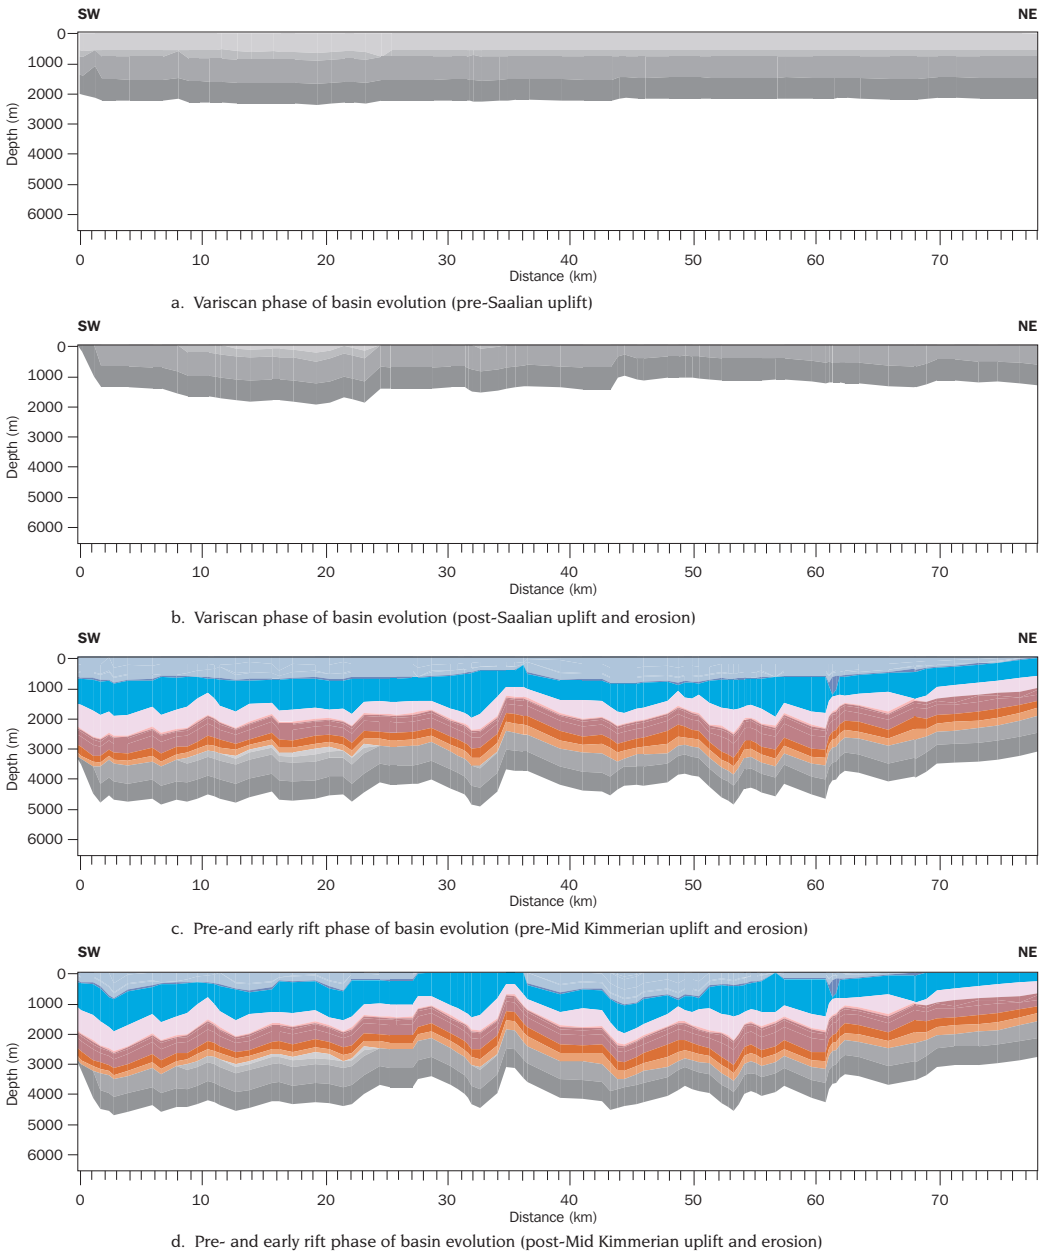 SW NE
0
1000
2000
3000
4000
5000
6000
Depth (m)
0 10 20 30 40 50 60 70
Distance (km)
a. Variscan phase of basin evolution (pre-Saalian uplift)
SW NE
0
1000
2000
3000
4000
5000
6000
Depth (m)
0 10 20 30 40 50 60 70
Distance (km)
b. Variscan phase of basin evolution (post-Saalian uplift and erosion)
SW NE
0
1000
2000
3000
4000
5000
6000
Depth (m)
0 10 20 30 40 50 60 70
Distance (km)
c. Pre-and early rift phase of basin evolution (pre-Mid Kimmerian uplift and erosion)
SW NE
0
1000
2000
3000
4000
5000
6000
Depth (m)
0 10 20 30 40 50 60 70
Distance (km)
d. Pre- and early rift phase of basin evolution (post-Mid Kimmerian uplift and erosion)